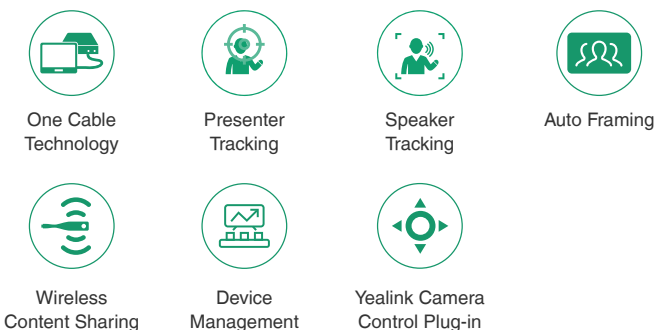 One Cable
Technology
Presenter
Tracking
Speaker
Tracking
Auto Framing
Wireless
Content Sharing
Device
Management
Yealink Camera
Control Plug-in